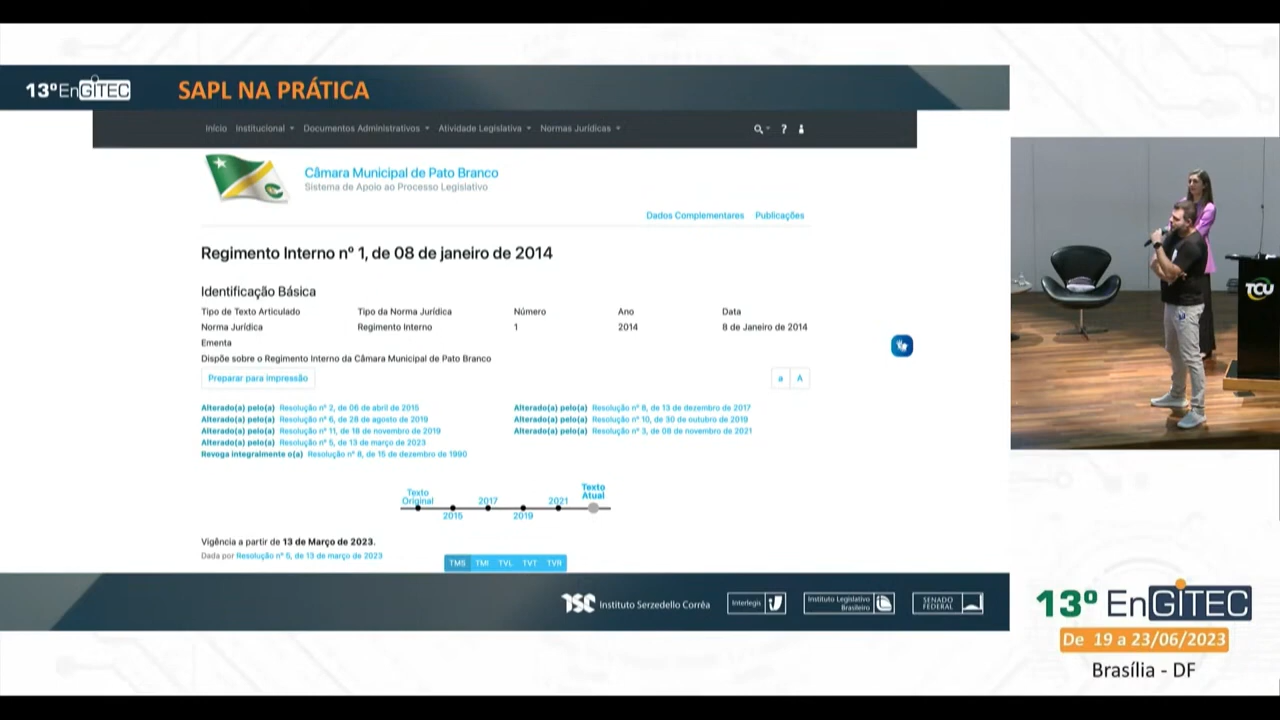 13º EnGITEC
SAPL NA PRÁTICA
Início Institucional Documentos Administrativos Atividade Legislativa Normas Jurídicas ?
Câmara Municipal de Pato Branco
Sistema de Apoio ao Processo Legislativo
Dados Complementares Publicações
Regimento Interno nº 1, de 08 de janeiro de 2014
Identificação Básica
Tipo de Texto Articulado Tipo da Norma Jurídica Número Ano Data
Norma Jurídica Regimento Interno 1 2014 8 de Janeiro de 2014
Ementa
Dispõe sobre o Regimento Interno da Câmara Municipal de Pato Branco
Preparar para impressão a A
Alterado(a) pelo(a) Resolução nº 2, de 06 de abril de 2015 Alterado(a) pelo(a) Resolução nº 8, de 13 de dezembro de 2017
Alterado(a) pelo(a) Resolução nº 6, de 28 de agosto de 2019 Alterado(a) pelo(a) Resolução nº 10, de 30 de outubro de 2019
Alterado(a) pelo(a) Resolução nº 11, de 18 de novembro de 2019 Alterado(a) pelo(a) Resolução nº 3, de 08 de novembro de 2021
Alterado(a) pelo(a) Resolução nº 5, de 13 de março de 2023
Revoga integralmente o(a) Resolução nº 8, de 15 de dezembro de 1990
Texto Original 2015 2017 2019 2021 Texto Atual
Vigência a partir de 13 de Março de 2023.
Dada por Resolução nº 5, de 13 de março de 2023
TMS TMI TVL TVT TVR
TCU
ISC Instituto Serzedello Corrêa Interlegis Instituto Legislativo Brasileiro SENADO FEDERAL
13º EnGITEC
De 19 a 23/06/2023
Brasília - DF